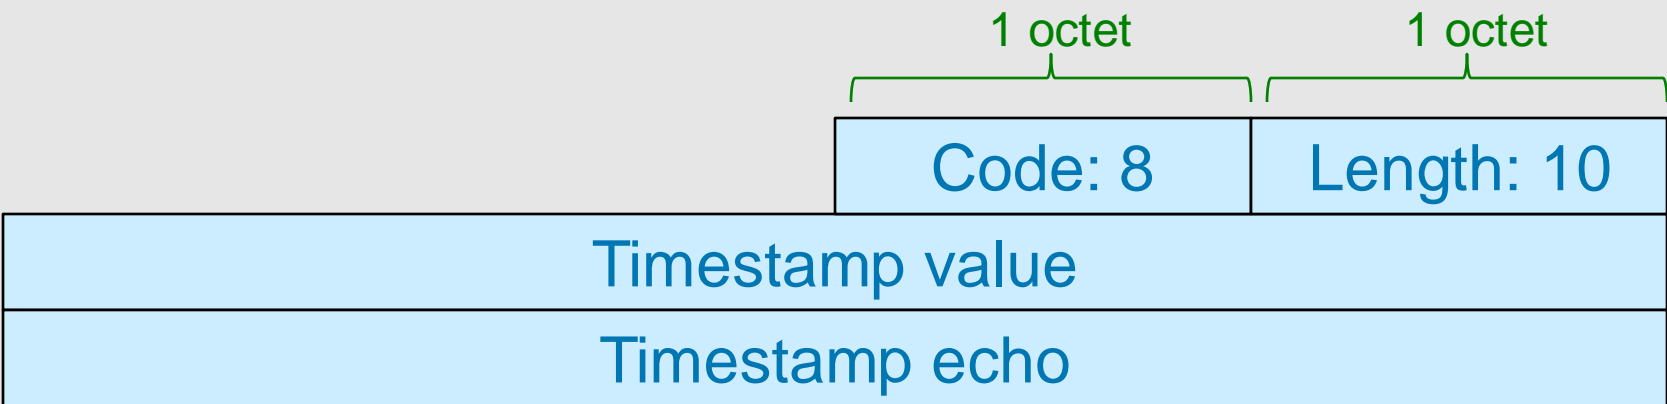 1 octet 1 octet
Code: 8 Length: 10
Timestamp value
Timestamp echo